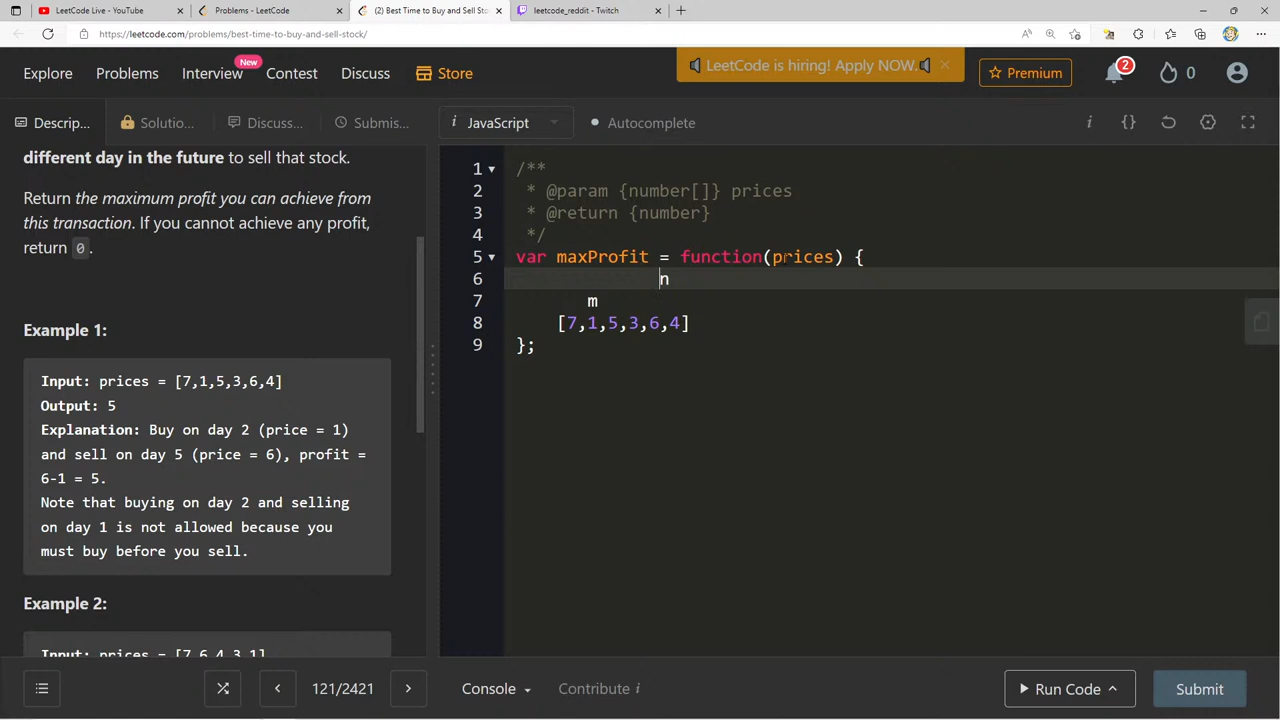 LeetCode Live - YouTube
Problems - LeetCode
(2) Best Time to Buy and Sell Sto
leetcode_reddit - Twitch
https://leetcode.com/problems/best-time-to-buy-and-sell-stock/
LeetCode is hiring! Apply NOW.
Explore
Problems
Interview
New
Contest
Discuss
Store
Premium
2
0
Descrip...
Solutio...
Discuss...
Submis...
i JavaScript
Autocomplete
i {}
different day in the future to sell that stock.
Return the maximum profit you can achieve from
this transaction. If you cannot achieve any profit,
return 0.
Example 1:
Input: prices = [7,1,5,3,6,4]
Output: 5
Explanation: Buy on day 2 (price = 1)
and sell on day 5 (price = 6), profit =
6-1 = 5.
Note that buying on day 2 and selling
on day 1 is not allowed because you
must buy before you sell.
Example 2:
Input: prices = [7,6,4,3,1]
1 /**
2 * @param {number[]} prices
3 * @return {number}
4 */
5 var maxProfit = function(prices) {
6 n
7 m
8 [7,1,5,3,6,4]
9 };
121/2421
Console
Contribute i
Run Code
Submit